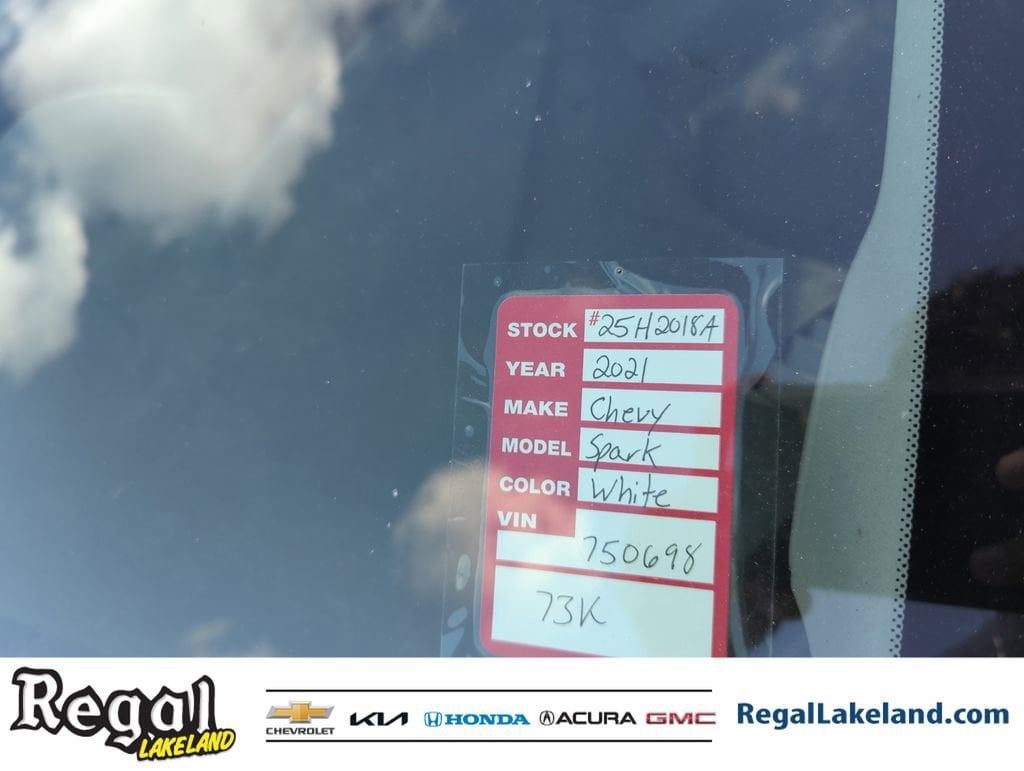 STOCK #25H2018A
YEAR 2021
MAKE Chevy
MODEL Spark
COLOR White
VIN
750698
73K
Regal
LAKELAND
CHEVROLET KIA HONDA ACURA GMC
RegalLakeland.com